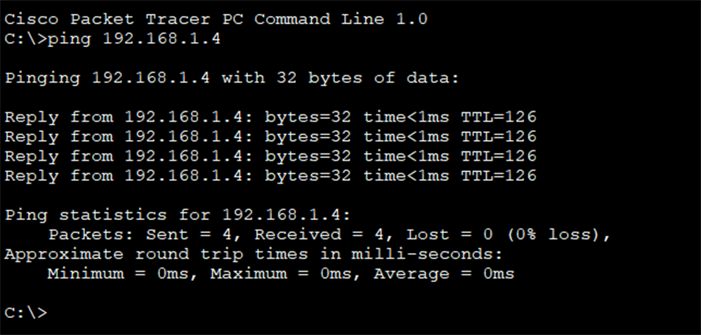 Cisco Packet Tracer PC Command Line 1.0
C:\>ping 192.168.1.4
Pinging 192.168.1.4 with 32 bytes of data:
Reply from 192.168.1.4: bytes=32 time<1ms TTL=126
Reply from 192.168.1.4: bytes=32 time<1ms TTL=126
Reply from 192.168.1.4: bytes=32 time<1ms TTL=126
Reply from 192.168.1.4: bytes=32 time<1ms TTL=126
Ping statistics for 192.168.1.4:
Packets: Sent = 4, Received = 4, Lost = 0 (0% loss),
Approximate round trip times in milli-seconds:
Minimum = 0ms, Maximum = 0ms, Average = 0ms
C:\>